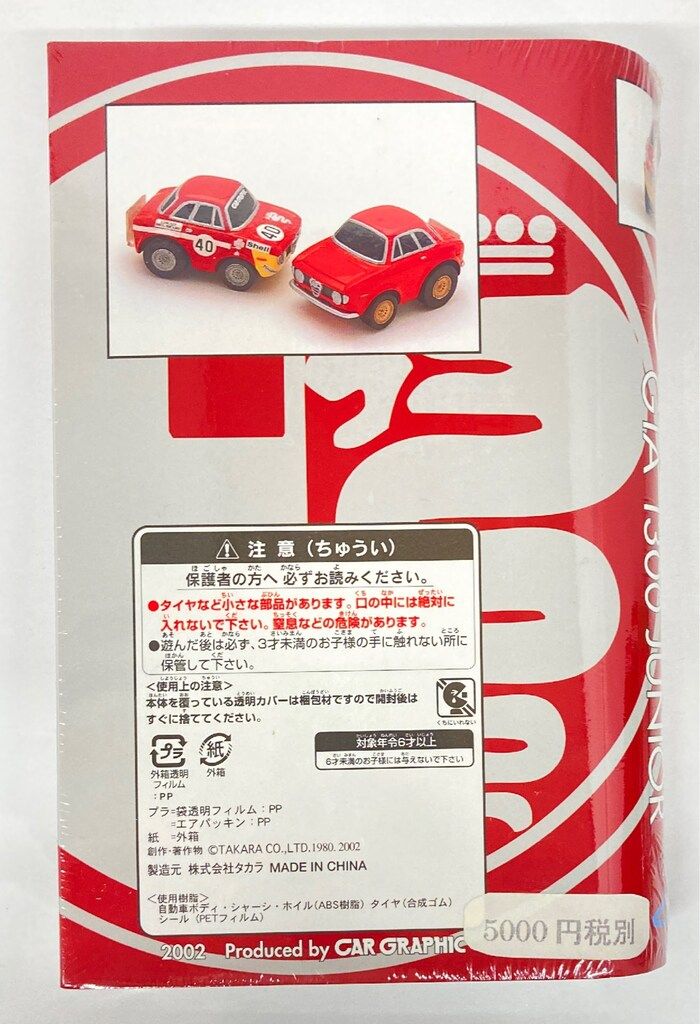 40
40
Shell
GTA 1300 JUNIOR
注意(ちゅうい)
保護者の方へ 必ずお読みください。
●タイヤなど小さな部品があります。口の中には絶対に
入れないで下さい。窒息などの危険があります。
●遊んだ後は必ず、3才未満のお子様の手に触れない所に
保管して下さい。
<使用上の注意>
本体を覆っている透明カバーは梱包材ですので開封後は
すぐに捨ててください。
くちにいれない
対象年令6才以上
6才未満のお子様には与えないで下さい
プラ
紙
外箱透明
フィルム
:PP
外箱
プラ=袋透明フィルム:PP
=エアパッキン:PP
紙 =外箱
創作・著作物 ©TAKARA CO.,LTD.1980. 2002
製造元 株式会社タカラ MADE IN CHINA
<使用樹脂>
自動車ボディ・シャーシ・ホイル(ABS樹脂) タイヤ(合成ゴム)
シール(PETフィルム)
5000 円税別
2002 Produced by CAR GRAPHIC